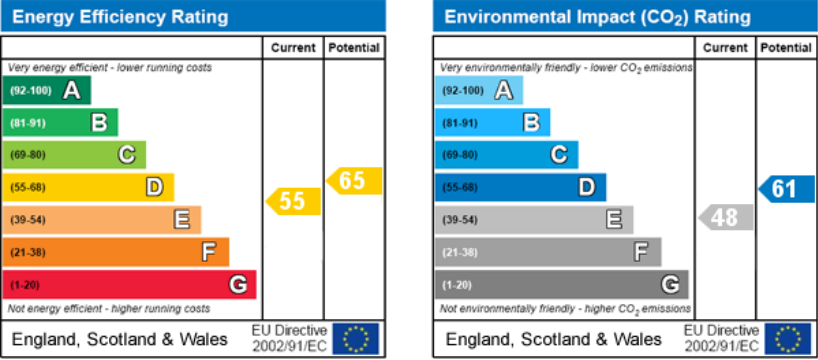 Energy Efficiency Rating
Current Potential
Very energy efficient - lower running costs
(92-100) A
(81-91) B
(69-80) C
(55-68) D
(39-54) E
(21-38) F
(1-20) G
55
65
Not energy efficient - higher running costs
England, Scotland & Wales
EU Directive
2002/91/EC
Environmental Impact (CO₂) Rating
Current Potential
Very environmentally friendly - lower CO₂ emissions
(92-100) A
(81-91) B
(69-80) C
(55-68) D
(39-54) E
(21-38) F
(1-20) G
48
61
Not environmentally friendly - higher CO₂ emissions
England, Scotland & Wales
EU Directive
2002/91/EC